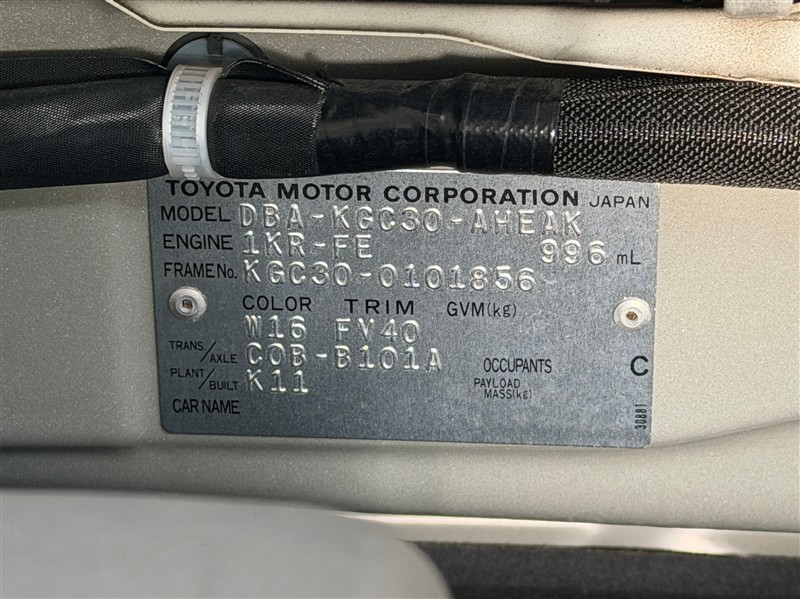 TOYOTA MOTOR CORPORATION JAPAN
MODEL DBA-KGC30-AHEAK
ENGINE 1KR-FE 996 mL
FRAME No. KGC30-0101856
COLOR TRIM GVM(kg)
W16 FV40
TRANS/AXLE C0B-B101A OCCUPANTS C
PLANT/BUILT K11 PAYLOAD MASS(kg)
CAR NAME
30881